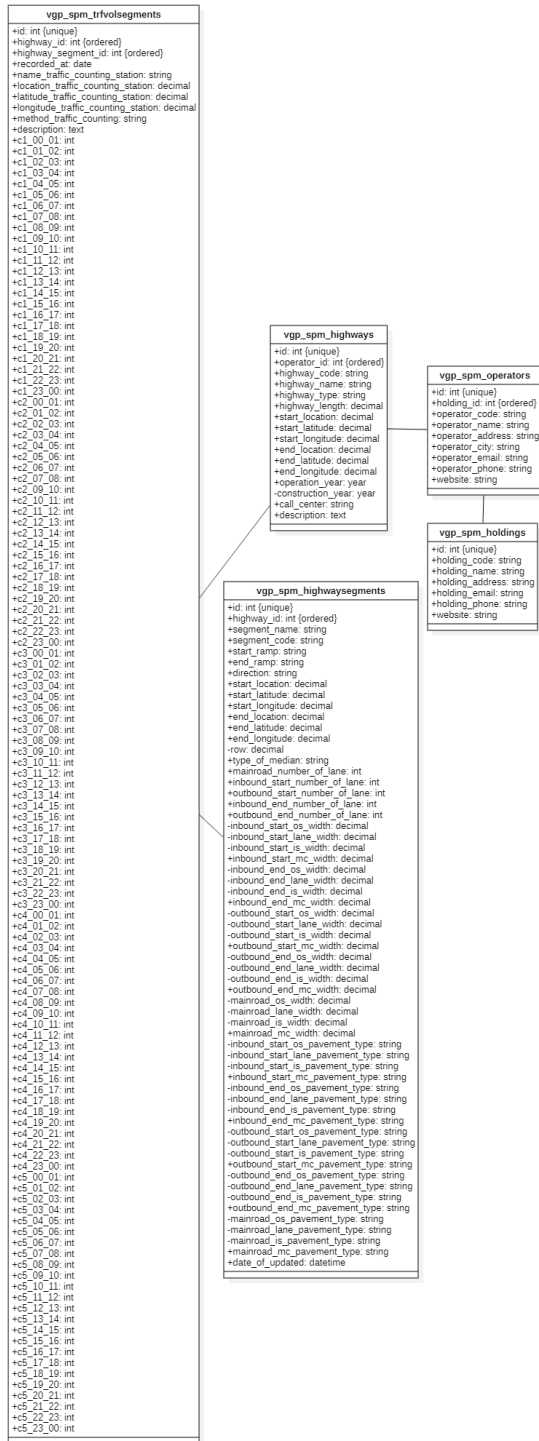 vgp_spm_trfvolsegments
+id: int {unique}
+highway_id: int {ordered}
+highway_segment_id: int {ordered}
+recorded_at: date
+name_traffic_counting_station: string
+location_traffic_counting_station: decimal
+latitude_traffic_counting_station: decimal
+longitude_traffic_counting_station: decimal
+method_traffic_counting: string
+description: text
+c1_00_01: int
+c1_01_02: int
+c1_02_03: int
+c1_03_04: int
+c1_04_05: int
+c1_05_06: int
+c1_06_07: int
+c1_07_08: int
+c1_08_09: int
+c1_09_10: int
+c1_10_11: int
+c1_11_12: int
+c1_12_13: int
+c1_13_14: int
+c1_14_15: int
+c1_15_16: int
+c1_16_17: int
+c1_17_18: int
+c1_18_19: int
+c1_19_20: int
+c1_20_21: int
+c1_21_22: int
+c1_22_23: int
+c1_23_00: int
+c2_00_01: int
+c2_01_02: int
+c2_02_03: int
+c2_03_04: int
+c2_04_05: int
+c2_05_06: int
+c2_06_07: int
+c2_07_08: int
+c2_09_10: int
+c2_10_11: int
+c2_11_12: int
+c2_12_13: int
+c2_13_14: int
+c2_14_15: int
+c2_15_16: int
+c2_16_17: int
+c2_17_18: int
+c2_18_19: int
+c2_19_20: int
+c2_20_21: int
+c2_21_22: int
+c2_22_23: int
+c2_23_00: int
+c3_00_01: int
+c3_01_02: int
+c3_02_03: int
+c3_03_04: int
+c3_04_05: int
+c3_05_06: int
+c3_06_07: int
+c3_07_08: int
+c3_08_09: int
+c3_09_10: int
+c3_10_11: int
+c3_11_12: int
+c3_12_13: int
+c3_13_14: int
+c3_14_15: int
+c3_15_16: int
+c3_16_17: int
+c3_17_18: int
+c3_18_19: int
+c3_19_20: int
+c3_20_21: int
+c3_21_22: int
+c3_22_23: int
+c3_23_00: int
+c4_00_01: int
+c4_01_02: int
+c4_02_03: int
+c4_03_04: int
+c4_04_05: int
+c4_05_06: int
+c4_06_07: int
+c4_07_08: int
+c4_08_09: int
+c4_09_10: int
+c4_10_11: int
+c4_11_12: int
+c4_12_13: int
+c4_13_14: int
+c4_14_15: int
+c4_15_16: int
+c4_16_17: int
+c4_17_18: int
+c4_18_19: int
+c4_19_20: int
+c4_20_21: int
+c4_21_22: int
+c4_22_23: int
+c4_23_00: int
+c5_00_01: int
+c5_01_02: int
+c5_02_03: int
+c5_03_04: int
+c5_04_05: int
+c5_05_06: int
+c5_06_07: int
+c5_07_08: int
+c5_08_09: int
+c5_09_10: int
+c5_10_11: int
+c5_11_12: int
+c5_12_13: int
+c5_13_14: int
+c5_14_15: int
+c5_15_16: int
+c5_16_17: int
+c5_17_18: int
+c5_18_19: int
+c5_19_20: int
+c5_20_21: int
+c5_21_22: int
+c5_22_23: int
+c5_23_00: int
vgp_spm_highways
+id: int {unique}
+operator_id: int {ordered}
+highway_code: string
+highway_name: string
+highway_type: string
+highway_length: decimal
+start_location: decimal
+start_latitude: decimal
+start_longitude: decimal
+end_location: decimal
+end_latitude: decimal
+end_longitude: decimal
+operation_year: year
-construction_year: year
+call_center: string
+description: text
vgp_spm_operators
+id: int {unique}
+holding_id: int {ordered}
+operator_code: string
+operator_name: string
+operator_address: string
+operator_city: string
+operator_email: string
+operator_phone: string
+website: string
vgp_spm_holdings
+id: int {unique}
+holding_code: string
+holding_name: string
+holding_address: string
+holding_email: string
+holding_phone: string
+website: string
vgp_spm_highwaysegments
+id: int {unique}
+highway_id: int {ordered}
+segment_name: string
+segment_code: string
+start_ramp: string
+end_ramp: string
+direction: string
+start_location: decimal
+start_latitude: decimal
+start_longitude: decimal
+end_location: decimal
+end_latitude: decimal
+end_longitude: decimal
-row: decimal
+type_of_median: string
+mainroad_number_of_lane: int
+inbound_start_number_of_lane: int
+outbound_start_number_of_lane: int
+inbound_end_number_of_lane: int
+outbound_end_number_of_lane: int
-inbound_start_os_width: decimal
-inbound_start_lane_width: decimal
-inbound_start_is_width: decimal
+inbound_start_mc_width: decimal
-inbound_end_os_width: decimal
-inbound_end_lane_width: decimal
-inbound_end_is_width: decimal
+inbound_end_mc_width: decimal
-outbound_start_os_width: decimal
-outbound_start_lane_width: decimal
-outbound_start_is_width: decimal
+outbound_start_mc_width: decimal
-outbound_end_os_width: decimal
-outbound_end_lane_width: decimal
-outbound_end_is_width: decimal
+outbound_end_mc_width: decimal
-mainroad_os_width: decimal
-mainroad_lane_width: decimal
-mainroad_is_width: decimal
+mainroad_mc_width: decimal
-inbound_start_os_pavement_type: string
-inbound_start_lane_pavement_type: string
-inbound_start_is_pavement_type: string
+inbound_start_mc_pavement_type: string
-inbound_end_os_pavement_type: string
-inbound_end_lane_pavement_type: string
-inbound_end_is_pavement_type: string
+inbound_end_mc_pavement_type: string
-outbound_start_os_pavement_type: string
-outbound_start_lane_pavement_type: string
-outbound_start_is_pavement_type: string
+outbound_start_mc_pavement_type: string
-outbound_end_os_pavement_type: string
-outbound_end_lane_pavement_type: string
-outbound_end_is_pavement_type: string
+outbound_end_mc_pavement_type: string
-mainroad_os_pavement_type: string
-mainroad_lane_pavement_type: string
-mainroad_is_pavement_type: string
+mainroad_mc_pavement_type: string
+date_of_updated: datetime